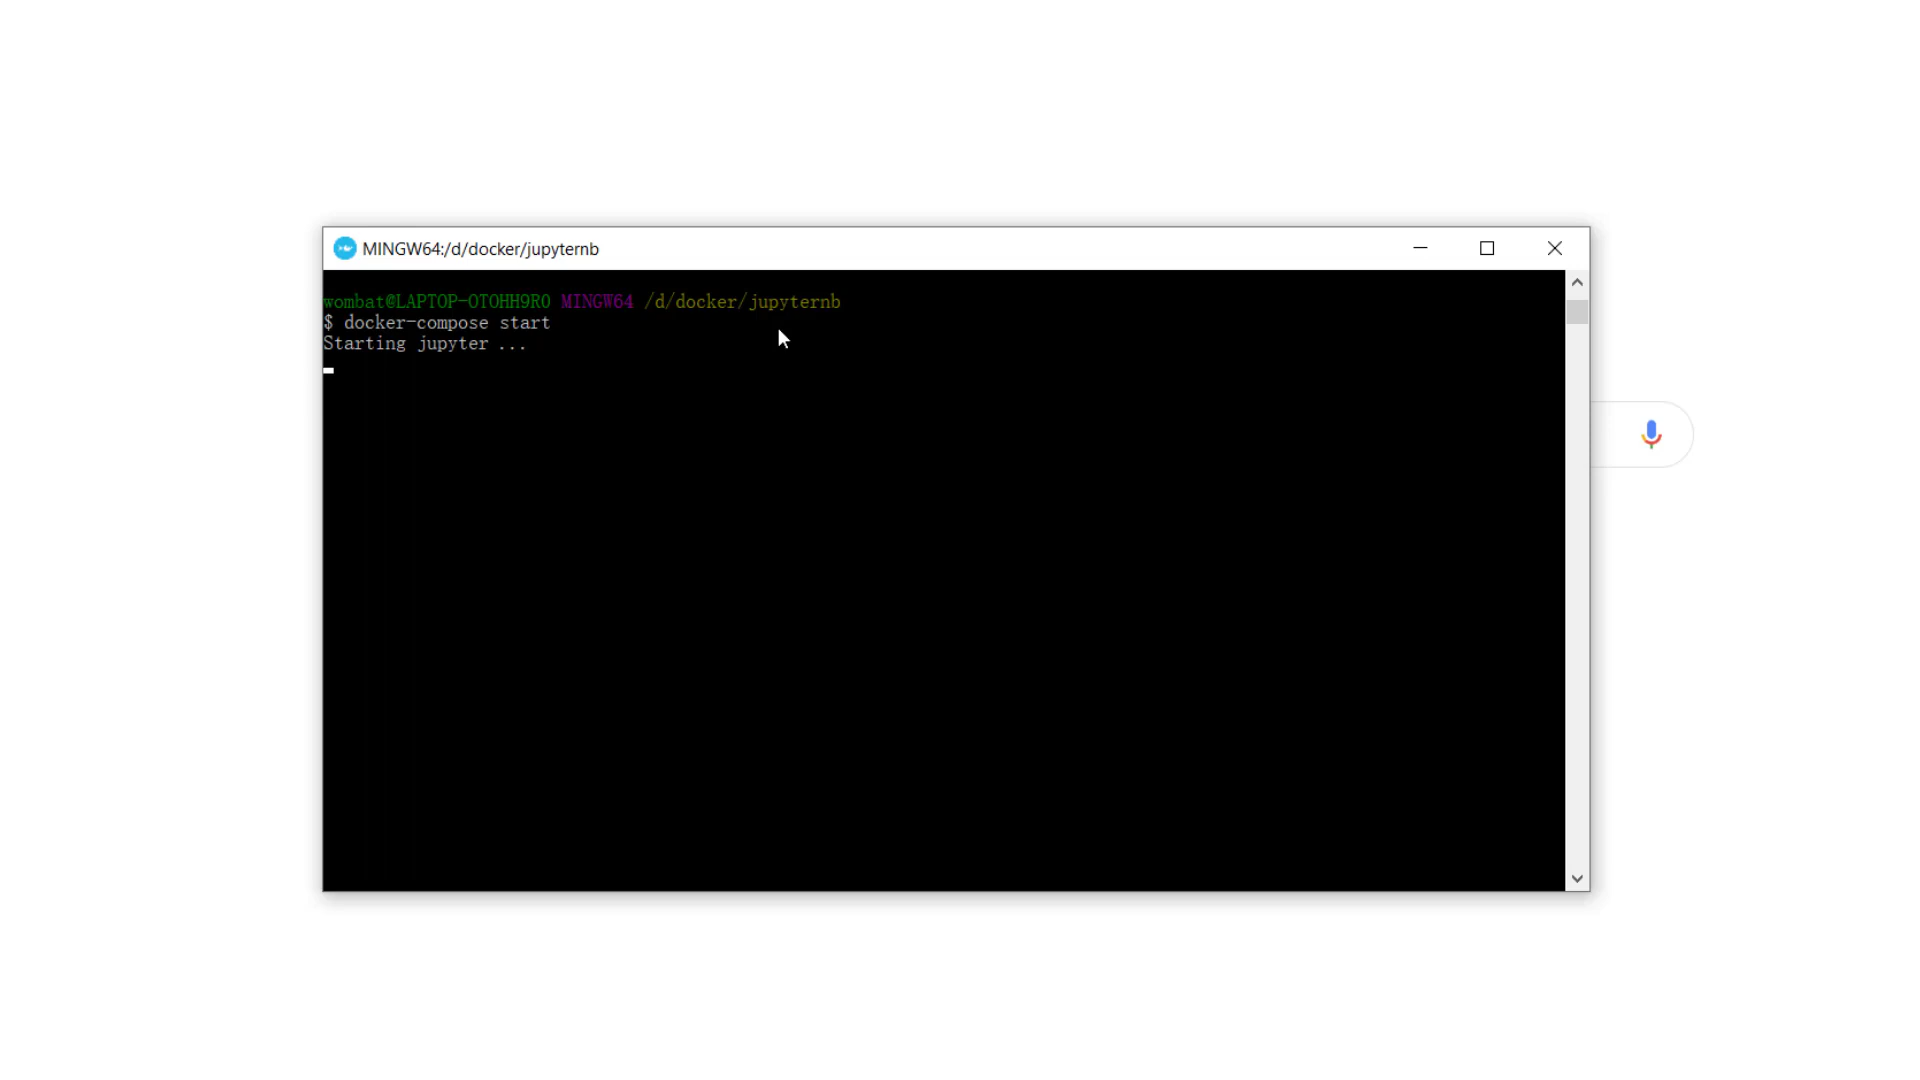 MINGW64:/d/docker/jupyternb
wombat@LAPTOP-OTOHH9RO MINGW64 /d/docker/jupyternb
$ docker-compose start
Starting jupyter ...